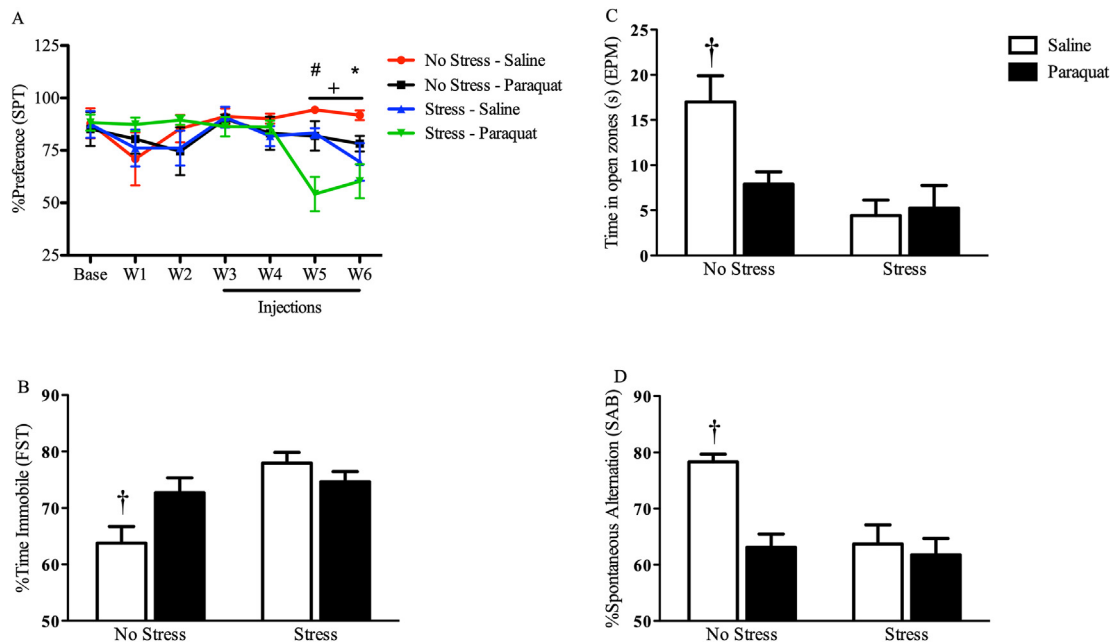 A
%Preference (SPT)
125
100
75
50
25
#
*
+
Base W1 W2 W3 W4 W5 W6
Injections
No Stress - Saline
No Stress - Paraquat
Stress - Saline
Stress - Paraquat
C
Time in open zones (s) (EPM)
25
20
15
10
5
0
†
No Stress Stress
Saline
Paraquat
B
%Time Immobile (FST)
90
80
70
60
50
†
No Stress Stress
D
%Spontaneous Alternation (SAB)
90
80
70
60
50
†
No Stress Stress